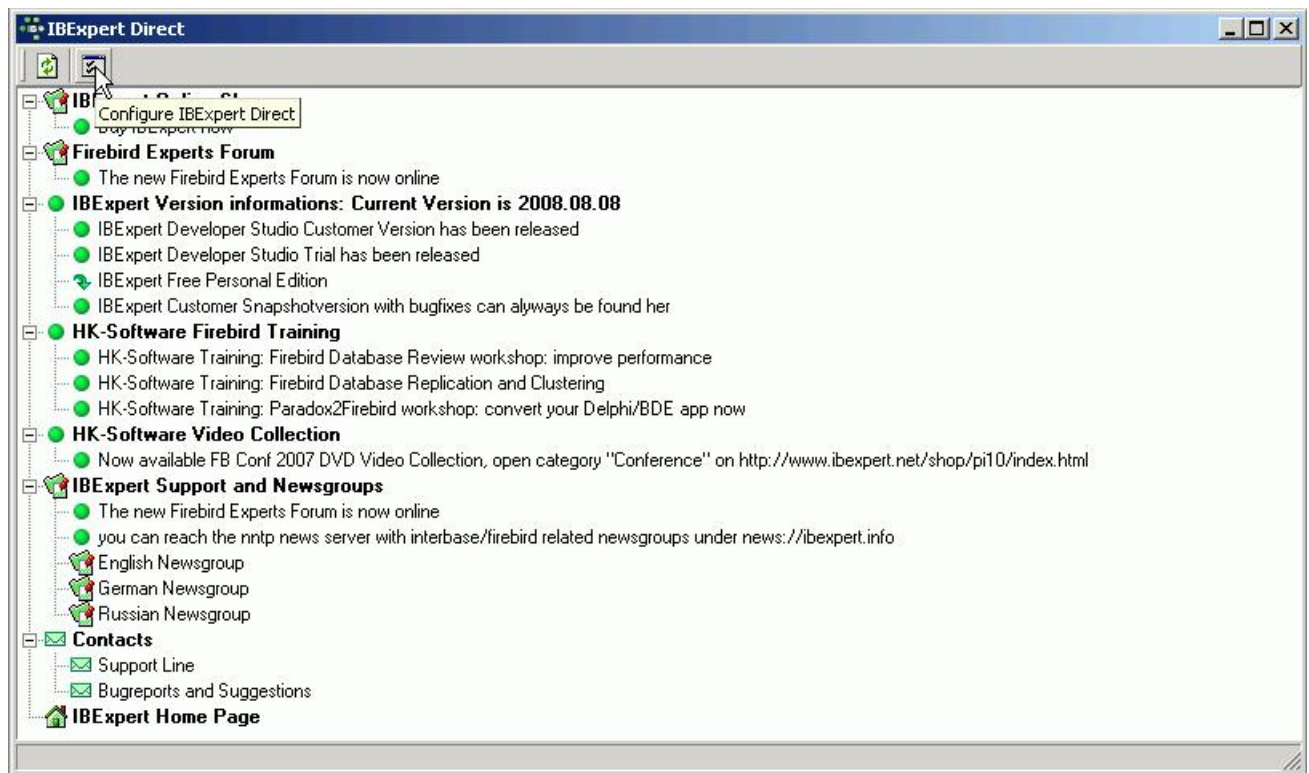 IBExpert Direct
IB
Configure IBExpert Direct
Buy IBExpert now
Firebird Experts Forum
The new Firebird Experts Forum is now online
IBExpert Version informations: Current Version is 2008.08.08
IBExpert Developer Studio Customer Version has been released
IBExpert Developer Studio Trial has been released
IBExpert Free Personal Edition
IBExpert Customer Snapshotversion with bugfixes can alyways be found her
HK-Software Firebird Training
HK-Software Training: Firebird Database Review workshop: improve performance
HK-Software Training: Firebird Database Replication and Clustering
HK-Software Training: Paradox2Firebird workshop: convert your Delphi/BDE app now
HK-Software Video Collection
Now available FB Conf 2007 DVD Video Collection, open category "Conference" on http://www.ibexpert.net/shop/pi10/index.html
IBExpert Support and Newsgroups
The new Firebird Experts Forum is now online
you can reach the nntp news server with interbase/firebird related newsgroups under news://ibexpert.info
English Newsgroup
German Newsgroup
Russian Newsgroup
Contacts
Support Line
Bugreports and Suggestions
IBExpert Home Page